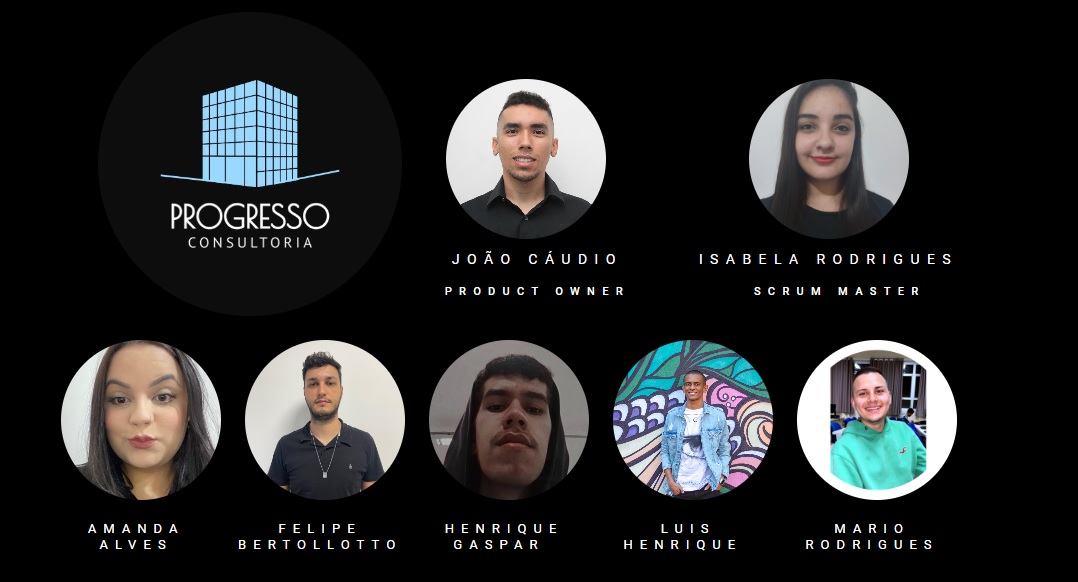 PROGRESSO
CONSULTORIA
JOÃO CÁUDIO
PRODUCT OWNER
ISABELA RODRIGUES
SCRUM MASTER
AMANDA
ALVES
FELIPE
BERTOLLOTTO
HENRIQUE
GASPAR
LUIS
HENRIQUE
MARIO
RODRIGUES